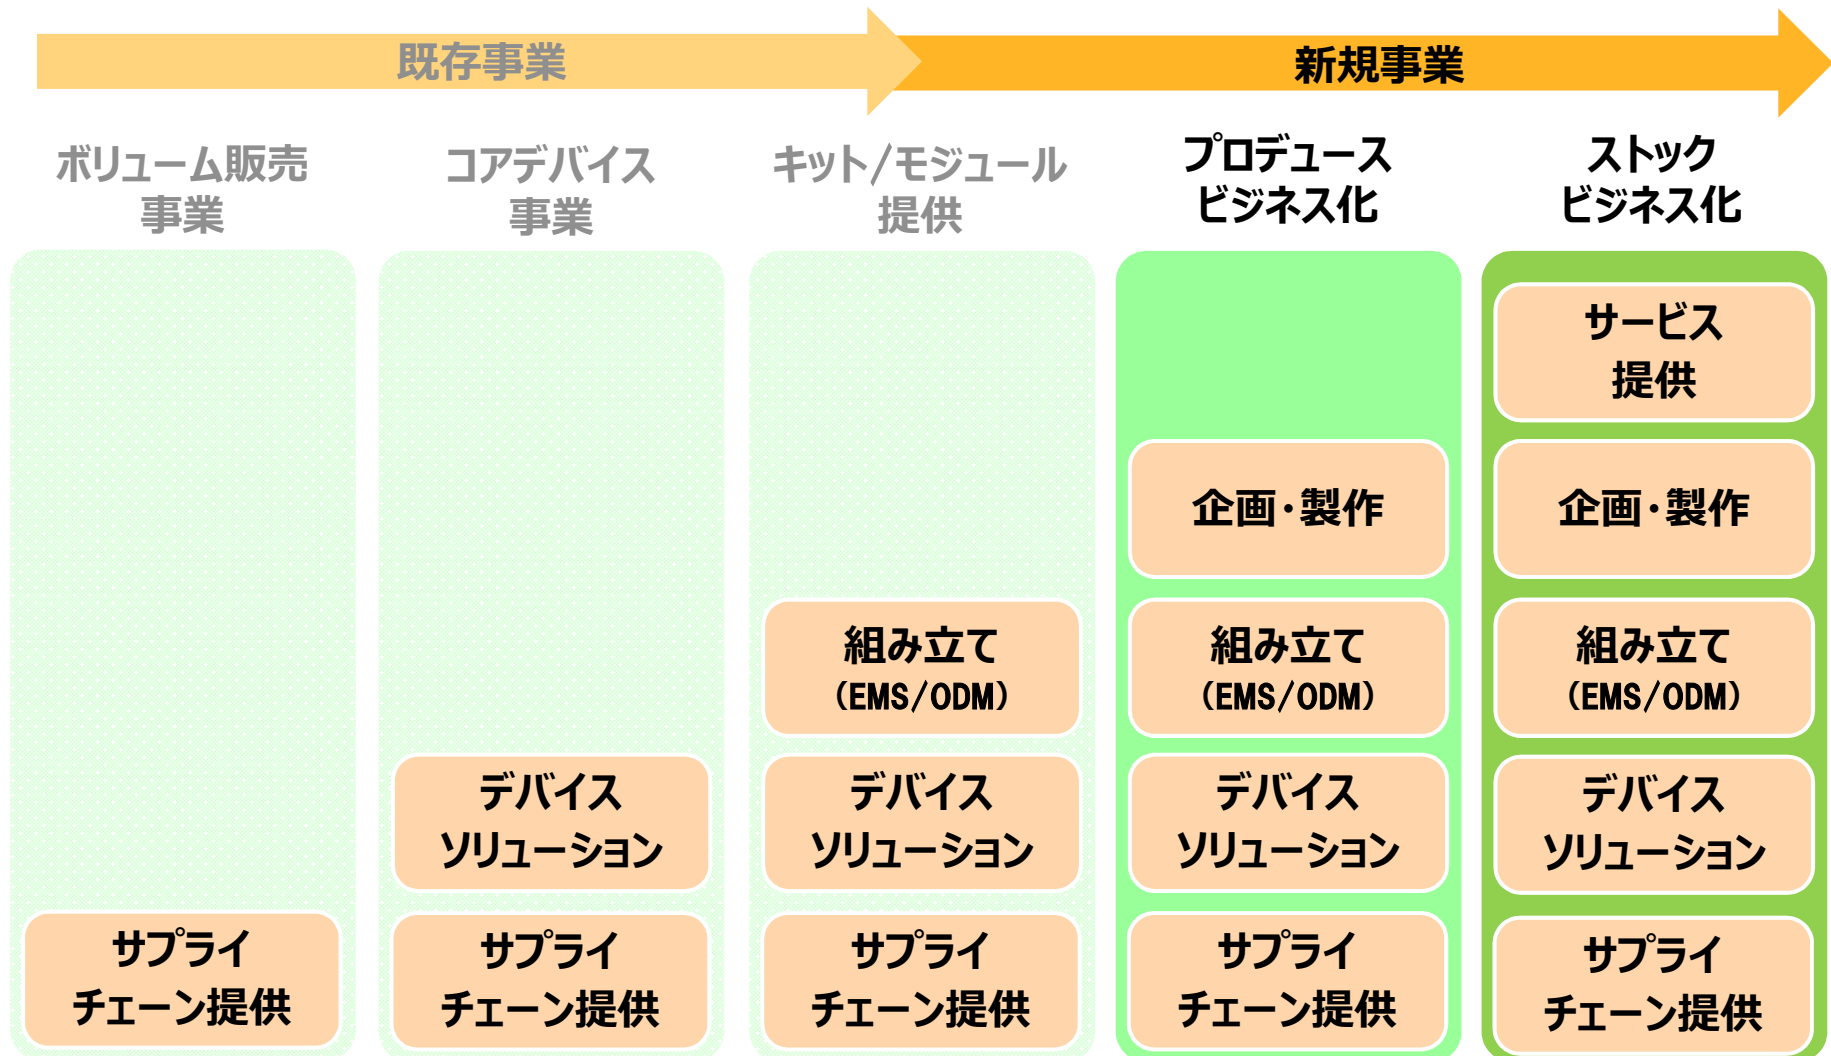 既存事業
新規事業
ボリューム販売
事業
コアデバイス
事業
キット/モジュール
提供
プロデュース
ビジネス化
ストック
ビジネス化
サプライ
チェーン提供
デバイス
ソリューション
サプライ
チェーン提供
組み立て
(EMS/ODM)
デバイス
ソリューション
サプライ
チェーン提供
企画・製作
組み立て
(EMS/ODM)
デバイス
ソリューション
サプライ
チェーン提供
サービス
提供
企画・製作
組み立て
(EMS/ODM)
デバイス
ソリューション
サプライ
チェーン提供